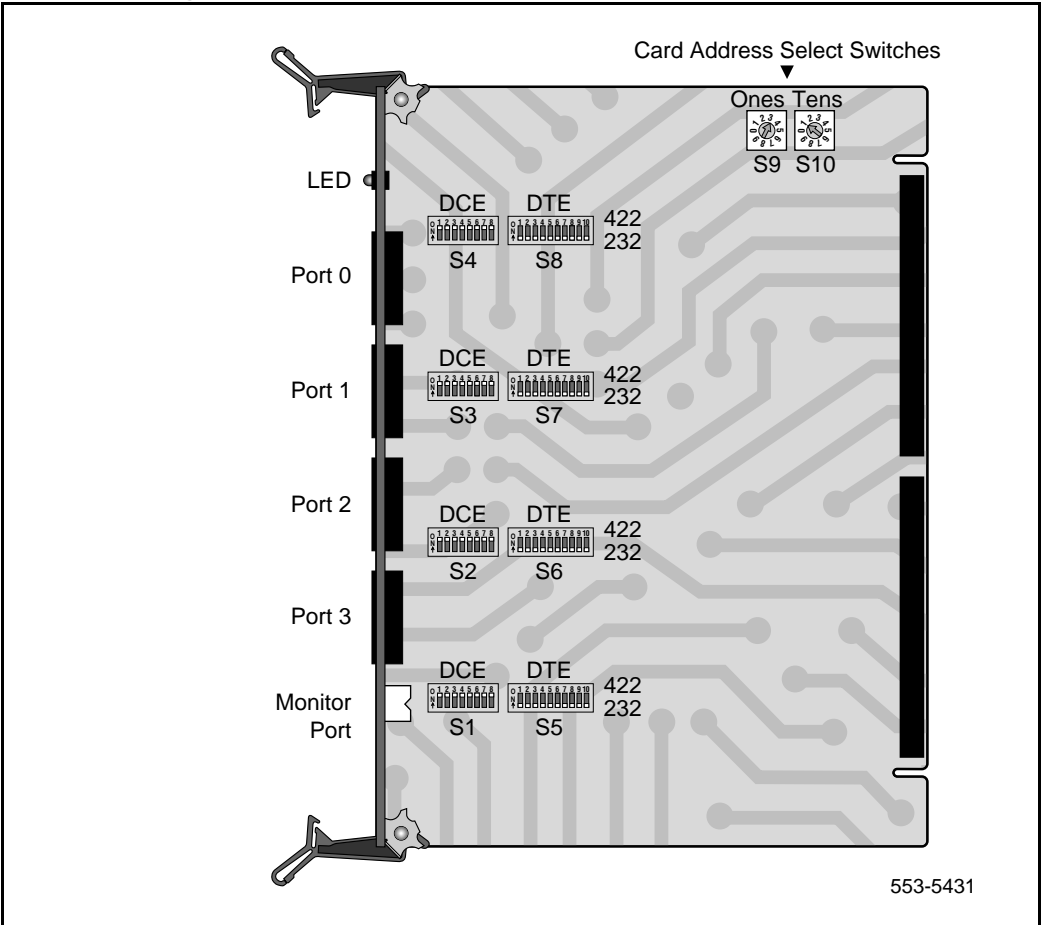 Card Address Select Switches
Ones Tens
S9 S10
LED
DCE DTE
422
232
S4 S8
Port 0
DCE DTE
422
232
S3 S7
Port 1
Port 2
DCE DTE
422
232
S2 S6
Port 3
DCE DTE
422
232
S1 S5
Monitor
Port
553-5431